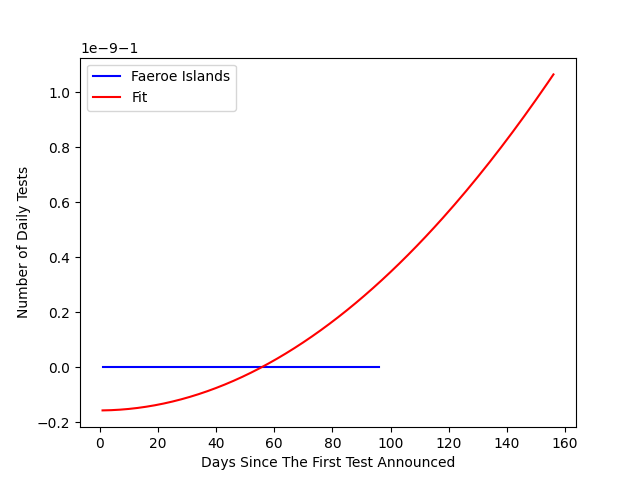 1e−9−1
Faeroe Islands
Fit
1.0
0.8
0.6
0.4
0.2
0.0
−0.2
Number of Daily Tests
0 20 40 60 80 100 120 140 160
Days Since The First Test Announced